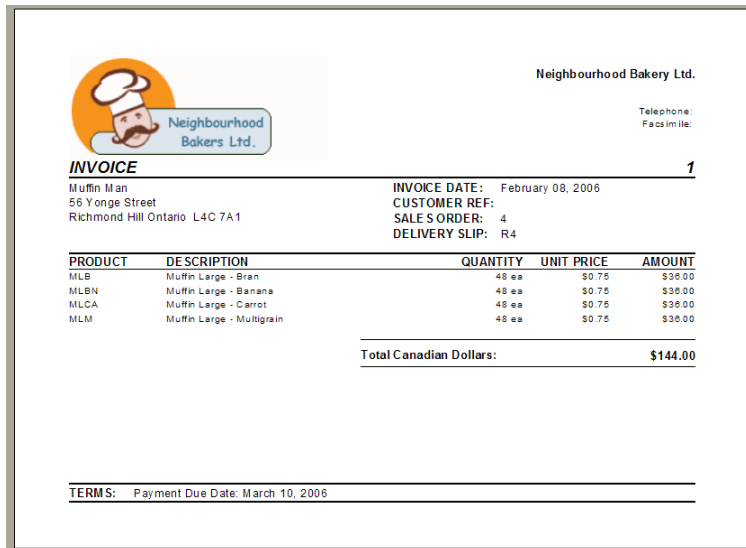 Neighbourhood Bakery Ltd.
Telephone:
Facsimile:
Neighbourhood
Bakers Ltd.
INVOICE 1
Muffin Man
56 Yonge Street
Richmond Hill Ontario L4C 7A1
INVOICE DATE: February 08, 2006
CUSTOMER REF:
SALES ORDER: 4
DELIVERY SLIP: R4
PRODUCT DESCRIPTION QUANTITY UNIT PRICE AMOUNT
MLB Muffin Large - Bran 48 ea $0.75 $36.00
MLBN Muffin Large - Banana 48 ea $0.75 $36.00
MLCA Muffin Large - Carrot 48 ea $0.75 $36.00
MLM Muffin Large - Multigrain 48 ea $0.75 $36.00
Total Canadian Dollars: $144.00
TERMS: Payment Due Date: March 10, 2006